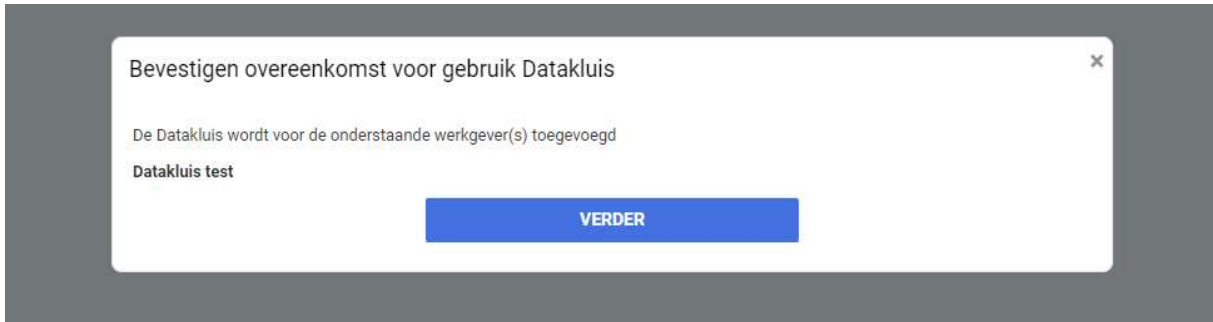 Bevestigen overeenkomst voor gebruik Datakluis
De Datakluis wordt voor de onderstaande werkgever(s) toegevoegd
Datakluis test
VERDER